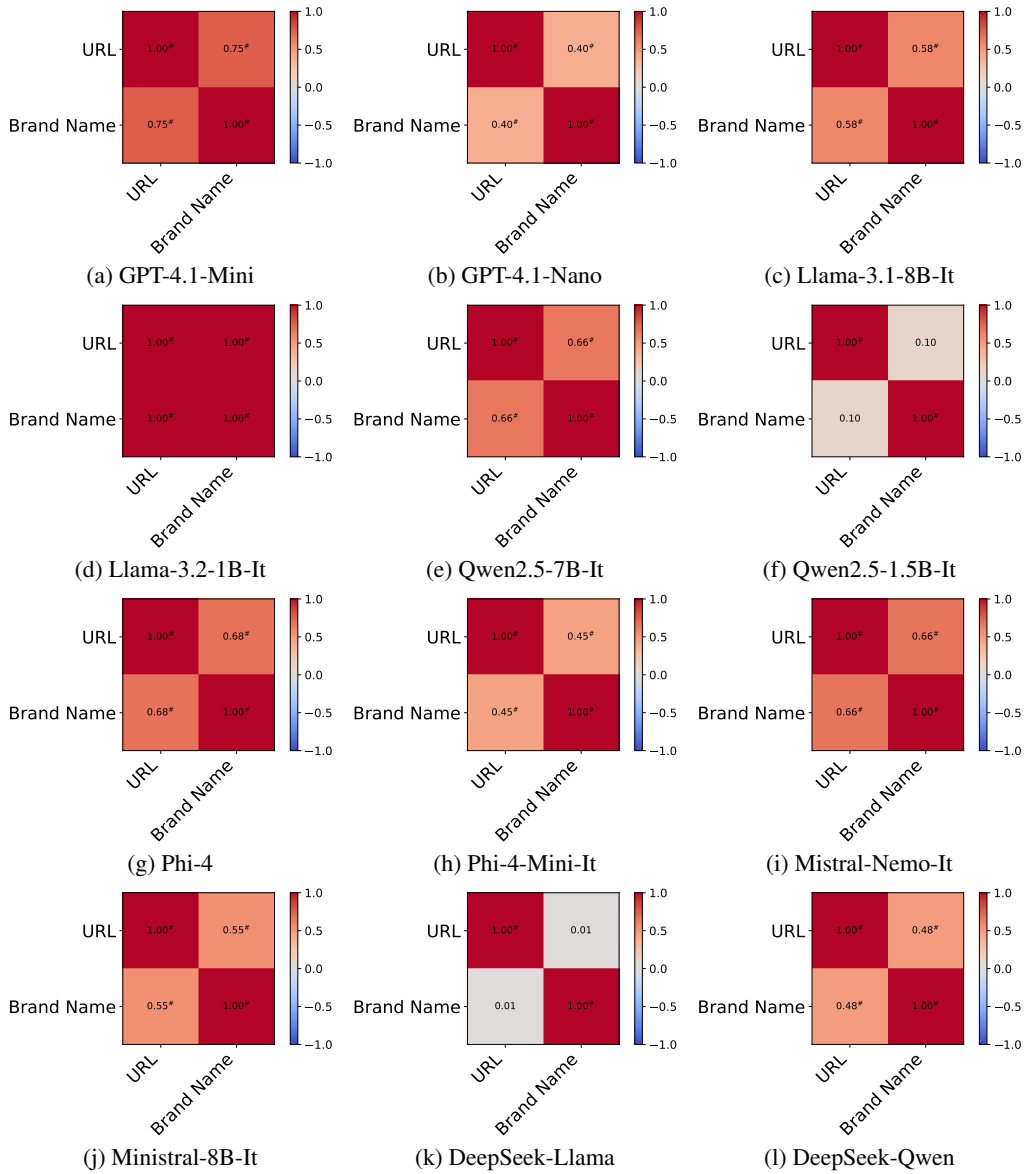 1.0
URL 1.00# 0.75# 0.5
0.0
Brand Name 0.75# 1.00# −0.5
−1.0
URL
Brand Name
(a) GPT-4.1-Mini
1.0
URL 1.00# 0.40# 0.5
0.0
Brand Name 0.40# 1.00# −0.5
−1.0
URL
Brand Name
(b) GPT-4.1-Nano
1.0
URL 1.00# 0.58# 0.5
0.0
Brand Name 0.58# 1.00# −0.5
−1.0
URL
Brand Name
(c) Llama-3.1-8B-It
1.0
URL 1.00# 1.00# 0.5
0.0
Brand Name 1.00# 1.00# −0.5
−1.0
URL
Brand Name
(d) Llama-3.2-1B-It
1.0
URL 1.00# 0.66# 0.5
0.0
Brand Name 0.66# 1.00# −0.5
−1.0
URL
Brand Name
(e) Qwen2.5-7B-It
1.0
URL 1.00# 0.10 0.5
0.0
Brand Name 0.10 1.00# −0.5
−1.0
URL
Brand Name
(f) Qwen2.5-1.5B-It
1.0
URL 1.00# 0.68# 0.5
0.0
Brand Name 0.68# 1.00# −0.5
−1.0
URL
Brand Name
(g) Phi-4
1.0
URL 1.00# 0.45# 0.5
0.0
Brand Name 0.45# 1.00# −0.5
−1.0
URL
Brand Name
(h) Phi-4-Mini-It
1.0
URL 1.00# 0.66# 0.5
0.0
Brand Name 0.66# 1.00# −0.5
−1.0
URL
Brand Name
(i) Mistral-Nemo-It
1.0
URL 1.00# 0.55# 0.5
0.0
Brand Name 0.55# 1.00# −0.5
−1.0
URL
Brand Name
(j) Ministral-8B-It
1.0
URL 1.00# 0.01 0.5
0.0
Brand Name 0.01 1.00# −0.5
−1.0
URL
Brand Name
(k) DeepSeek-Llama
1.0
URL 1.00# 0.48# 0.5
0.0
Brand Name 0.48# 1.00# −0.5
−1.0
URL
Brand Name
(l) DeepSeek-Qwen